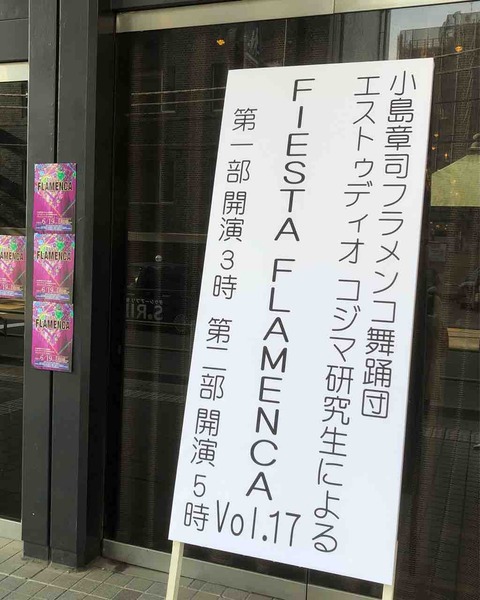 小島章司フラメンコ舞踊団
エストゥディオ コジマ研究生による
FIESTA FLAMENCA Vol.17
第一部 開演3時 第二部 開演5時
FLAMENCA
FLAMENCA
FLAMENCA